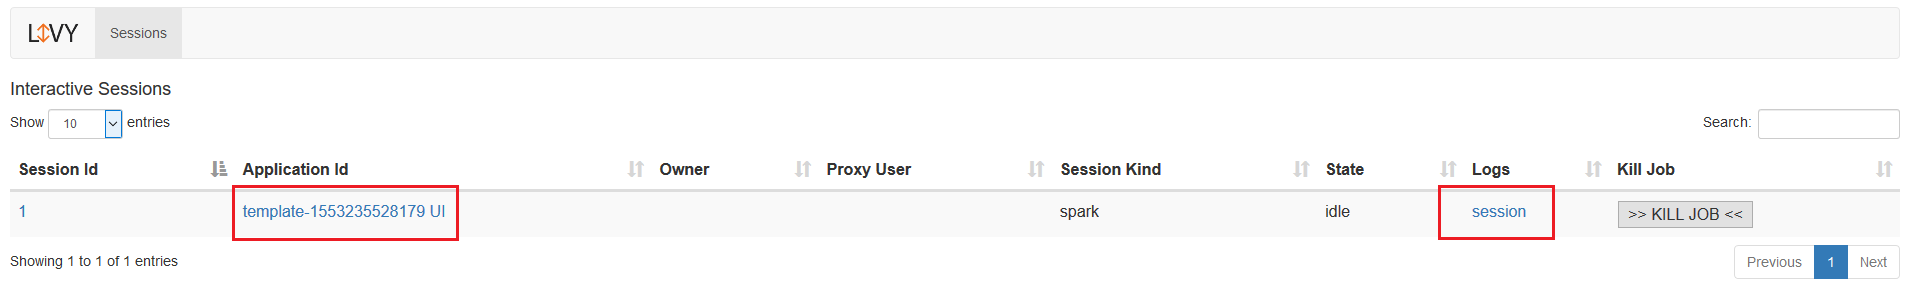 LIVY Sessions
Interactive Sessions
Show 10 entries Search:
Session Id Application Id Owner Proxy User Session Kind State Logs Kill Job
1 template-1553235528179 UI spark idle session >> KILL JOB <<
Showing 1 to 1 of 1 entries Previous 1 Next